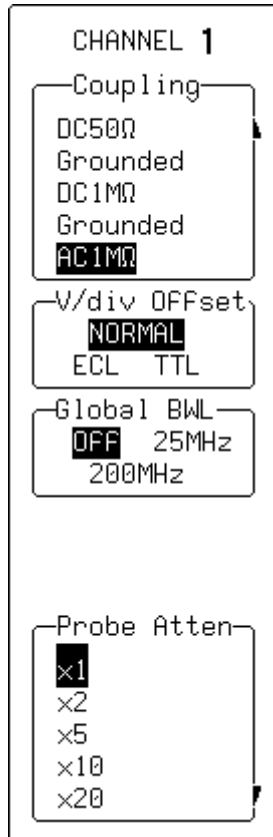 CHANNEL 1
Coupling
DC50Ω
Grounded
DC1MΩ
Grounded
AC1MΩ
V/div OFFset
NORMAL
ECL TTL
Global BWL
OFF 25MHz
200MHz
Probe Atten
×1
×2
×5
×10
×20